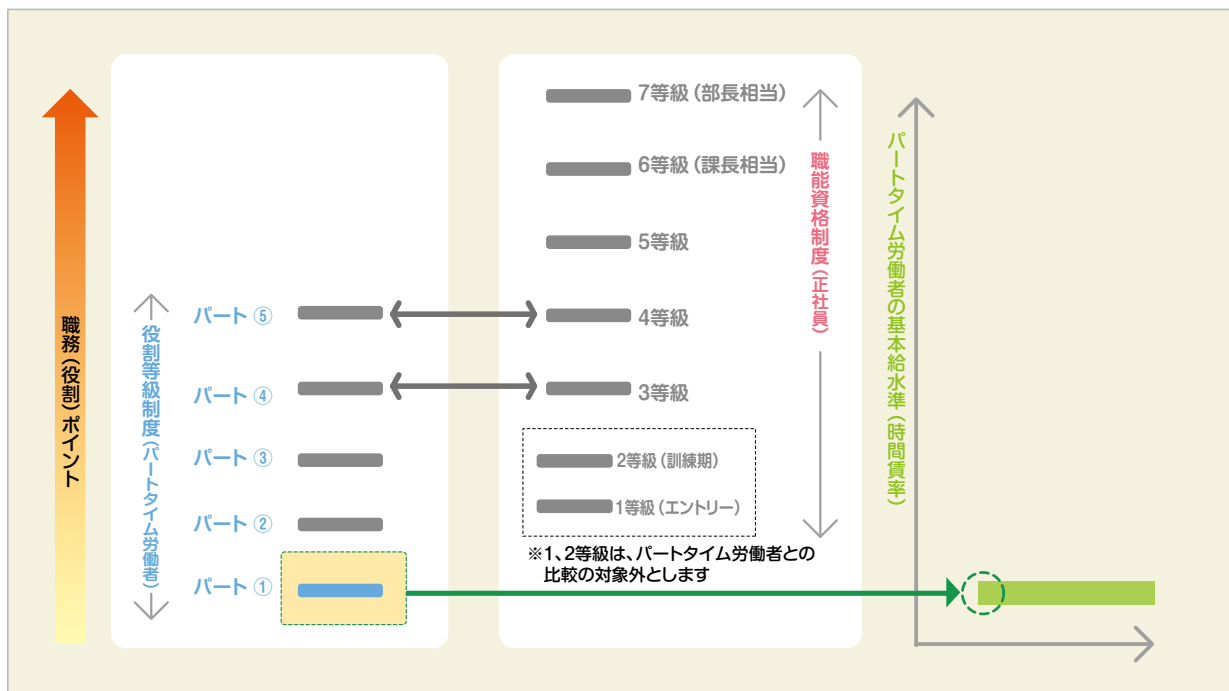 職務(役割)ポイント
役割等級制度(パートタイム労働者)
パート ⑤
パート ④
パート ③
パート ②
パート ①
7等級(部長相当)
6等級(課長相当)
5等級
4等級
3等級
2等級(訓練期)
1等級(エントリー)
※1、2等級は、パートタイム労働者との
比較の対象外とします
職能資格制度(正社員)
パートタイム労働者の基本給水準(時間賃率)